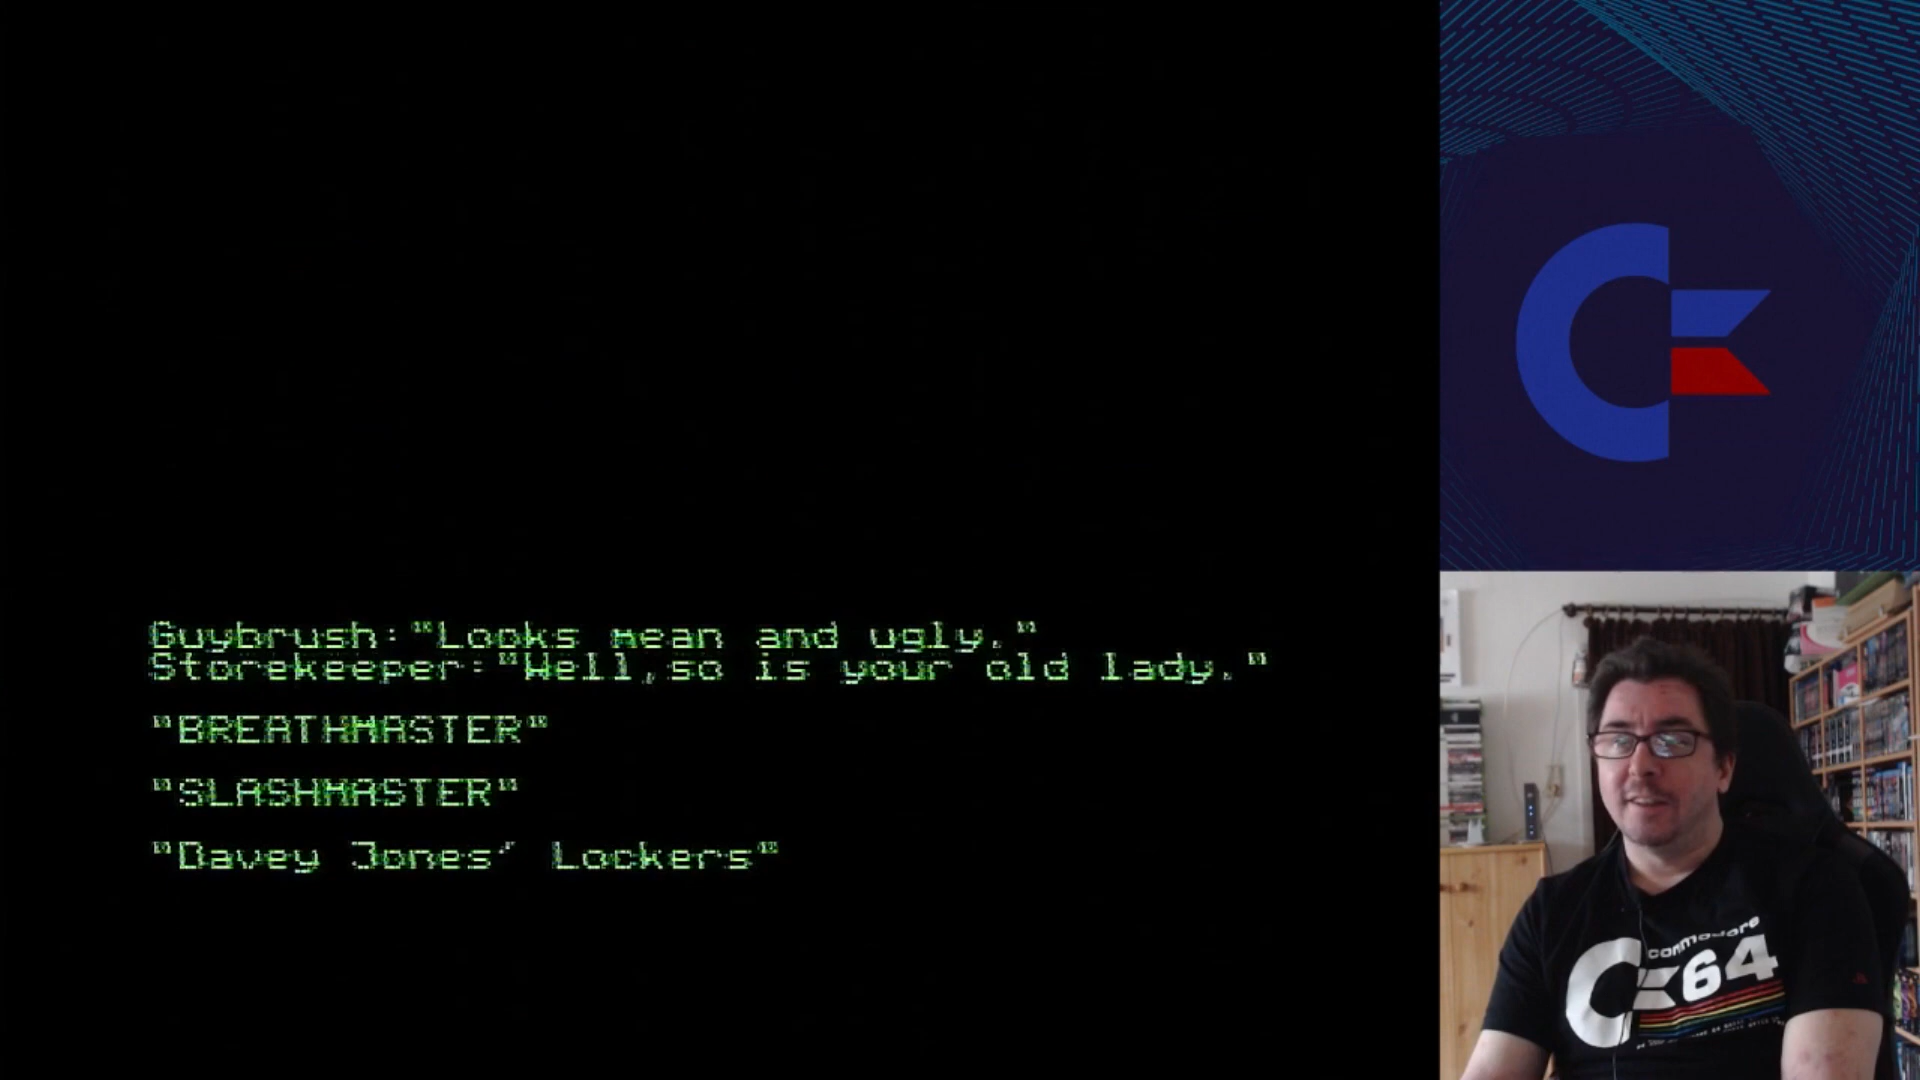 Guybrush:"Looks mean and ugly."
Storekeeper:"Well,so is your old lady."
"BREATHMASTER"
"SLASHMASTER"
"Davey Jones' Lockers"
commodore
64